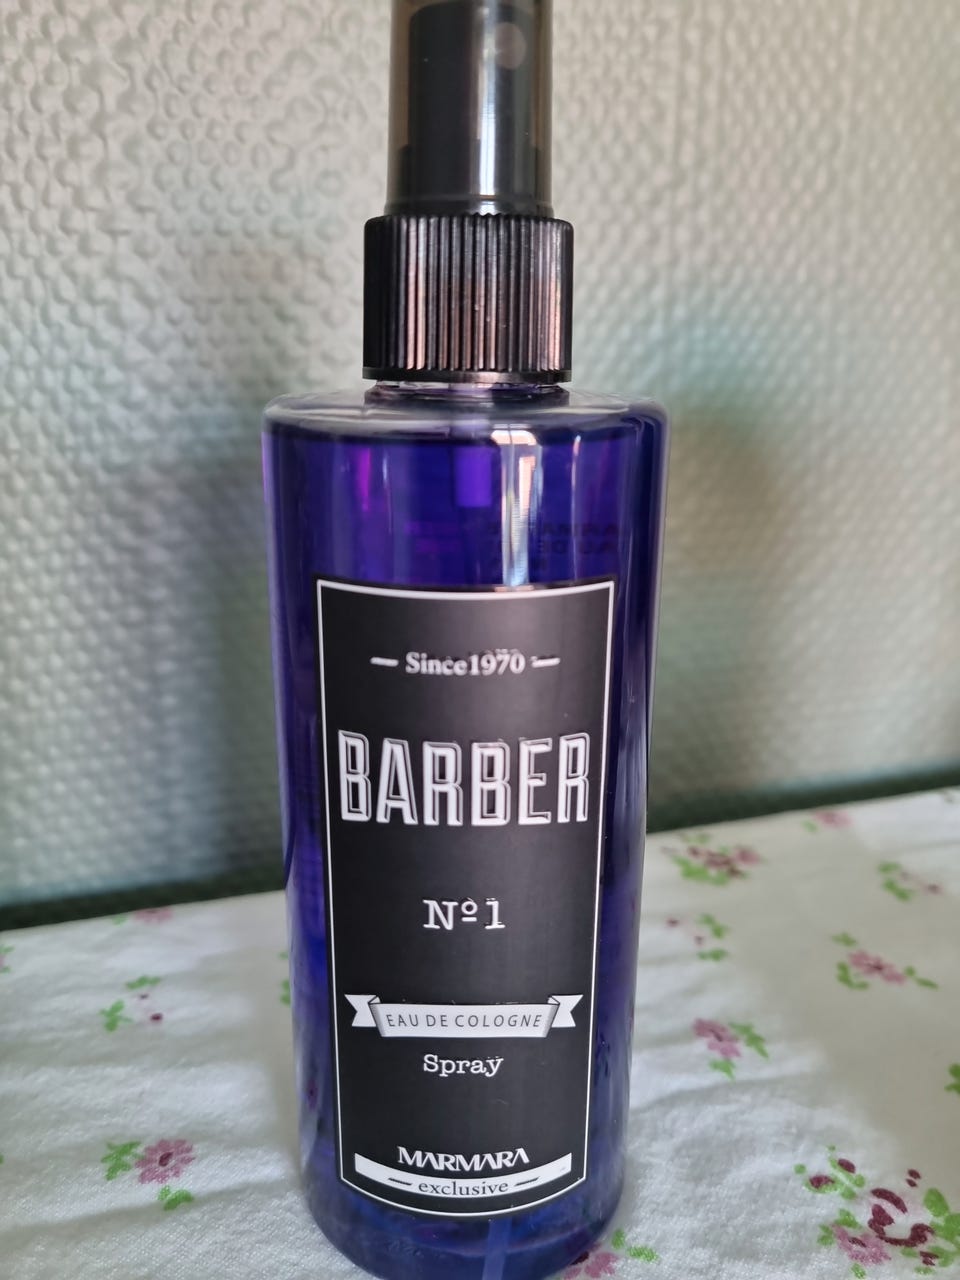 Since1970
BARBER
Nº1
EAU DE COLOGNE
Spray
MARMARA
exclusive